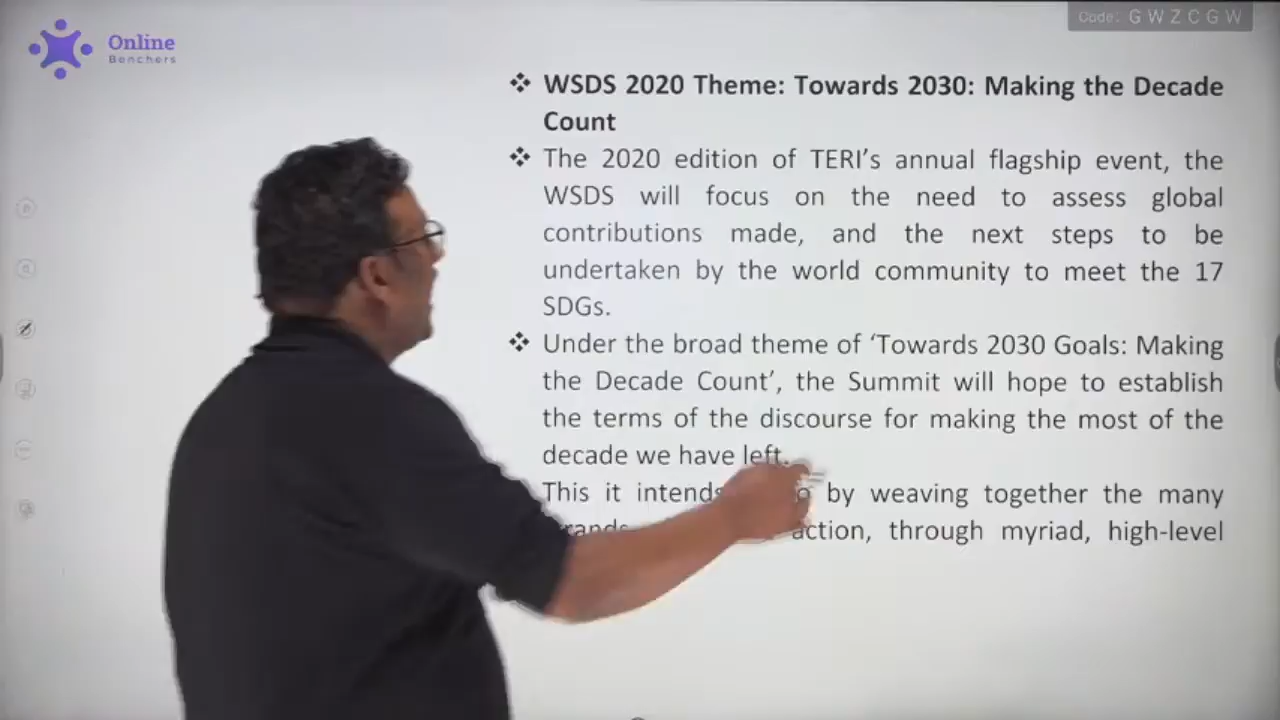 Online
Benchers
Code: G W Z C G W
WSDS 2020 Theme: Towards 2030: Making the Decade
Count
The 2020 edition of TERI’s annual flagship event, the
WSDS will focus on the need to assess global
contributions made, and the next steps to be
undertaken by the world community to meet the 17
SDGs.
Under the broad theme of ‘Towards 2030 Goals: Making
the Decade Count’, the Summit will hope to establish
the terms of the discourse for making the most of the
decade we have left.
This it intends by weaving together the many
action, through myriad, high-level